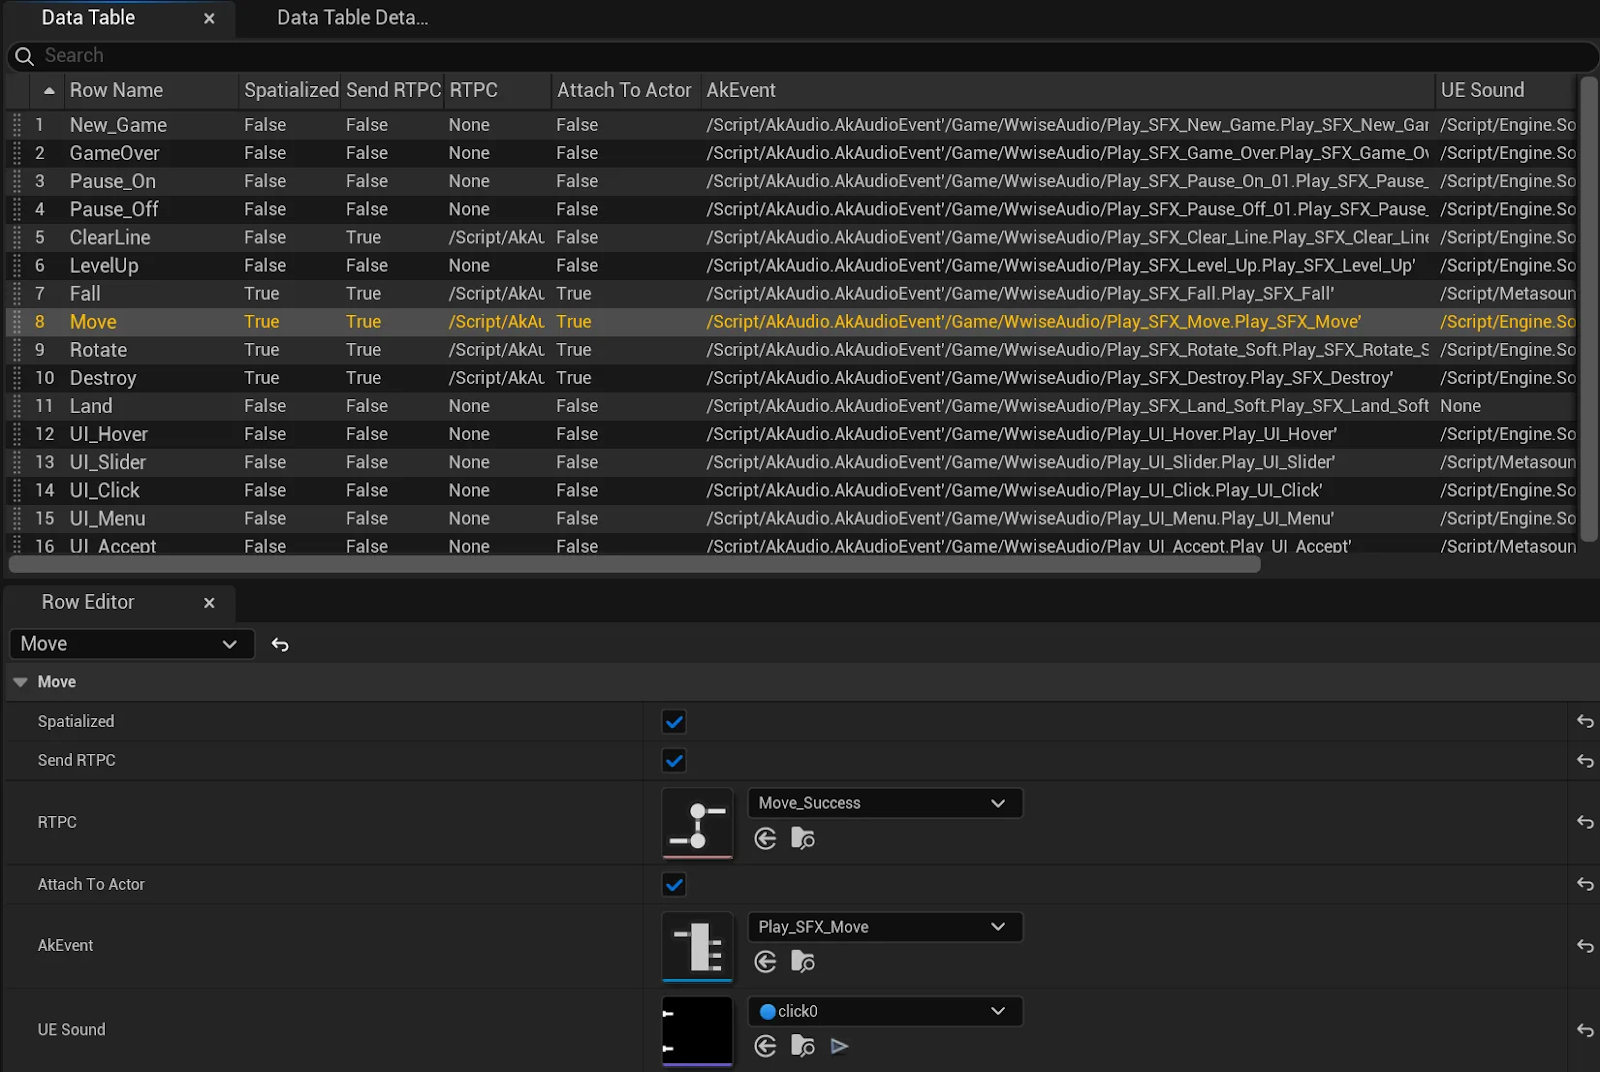 Data Table
Data Table Deta...
Search
Row Name Spatialized Send RTPC RTPC Attach To Actor AkEvent UE Sound
1 New_Game False False None False /Script/AkAudio.AkAudioEvent'/Game/WwiseAudio/Play_SFX_New_Game.Play_SFX_New_Gar /Script/Engine.So
2 GameOver False False None False /Script/AkAudio.AkAudioEvent'/Game/WwiseAudio/Play_SFX_Game_Over.Play_SFX_Game_Ov /Script/Engine.So
3 Pause_On False False None False /Script/AkAudio.AkAudioEvent'/Game/WwiseAudio/Play_SFX_Pause_On_01.Play_SFX_Pause_ /Script/Engine.So
4 Pause_Off False False None False /Script/AkAudio.AkAudioEvent'/Game/WwiseAudio/Play_SFX_Pause_Off_01.Play_SFX_Pause_ /Script/Engine.So
5 ClearLine False True /Script/AkAu False /Script/AkAudio.AkAudioEvent'/Game/WwiseAudio/Play_SFX_Clear_Line.Play_SFX_Clear_Line /Script/Engine.So
6 LevelUp False False None False /Script/AkAudio.AkAudioEvent'/Game/WwiseAudio/Play_SFX_Level_Up.Play_SFX_Level_Up' /Script/Engine.So
7 Fall True True /Script/AkAu True /Script/AkAudio.AkAudioEvent'/Game/WwiseAudio/Play_SFX_Fall.Play_SFX_Fall' /Script/Metasoun
8 Move True True /Script/AkAu True /Script/AkAudio.AkAudioEvent'/Game/WwiseAudio/Play_SFX_Move.Play_SFX_Move' /Script/Engine.So
9 Rotate True True /Script/AkAu True /Script/AkAudio.AkAudioEvent'/Game/WwiseAudio/Play_SFX_Rotate_Soft.Play_SFX_Rotate_S /Script/Engine.So
10 Destroy True True /Script/AkAu True /Script/AkAudio.AkAudioEvent'/Game/WwiseAudio/Play_SFX_Destroy.Play_SFX_Destroy' /Script/Engine.So
11 Land False False None False /Script/AkAudio.AkAudioEvent'/Game/WwiseAudio/Play_SFX_Land_Soft.Play_SFX_Land_Soft None
12 UI_Hover False False None False /Script/AkAudio.AkAudioEvent'/Game/WwiseAudio/Play_UI_Hover.Play_UI_Hover' /Script/Engine.So
13 UI_Slider False False None False /Script/AkAudio.AkAudioEvent'/Game/WwiseAudio/Play_UI_Slider.Play_UI_Slider' /Script/Metasoun
14 UI_Click False False None False /Script/AkAudio.AkAudioEvent'/Game/WwiseAudio/Play_UI_Click.Play_UI_Click' /Script/Engine.So
15 UI_Menu False False None False /Script/AkAudio.AkAudioEvent'/Game/WwiseAudio/Play_UI_Menu.Play_UI_Menu' /Script/Engine.So
16 UI_Accept False False None False /Script/AkAudio.AkAudioEvent'/Game/WwiseAudio/Play_UI_Accept.Play_UI_Accept' /Script/Metasoun
Row Editor
Move
Move
Spatialized
Send RTPC
RTPC Move_Success
Attach To Actor
AkEvent Play_SFX_Move
UE Sound click0